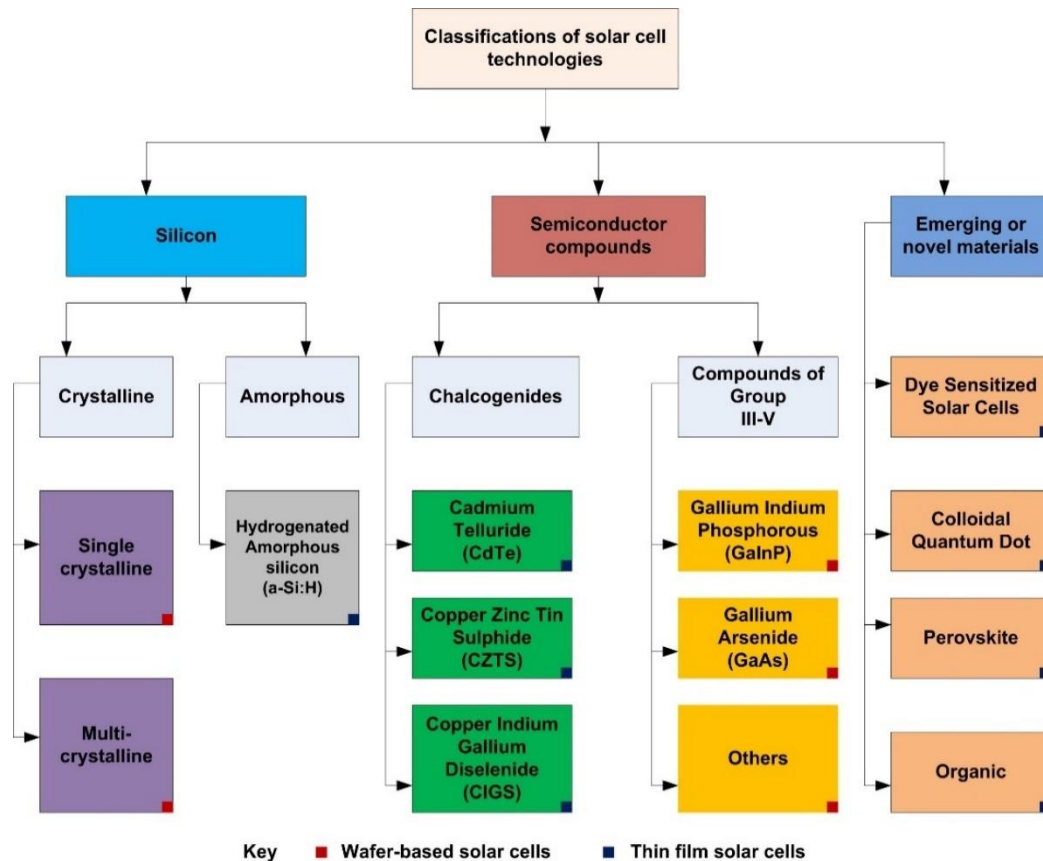 Classifications of solar cell
technologies
Silicon
Semiconductor
compounds
Emerging or
novel materials
Crystalline
Amorphous
Chalcogenides
Compounds of
Group
III-V
Dye Sensitized
Solar Cells
Single
crystalline
Hydrogenated
Amorphous
silicon
(a-Si:H)
Cadmium
Telluride
(CdTe)
Gallium Indium
Phosphorous
(GaInP)
Colloidal
Quantum Dot
Copper Zinc Tin
Sulphide
(CZTS)
Gallium
Arsenide
(GaAs)
Perovskite
Multi-
crystalline
Copper Indium
Gallium
Diselenide
(CIGS)
Others
Organic
Key
Wafer-based solar cells
Thin film solar cells